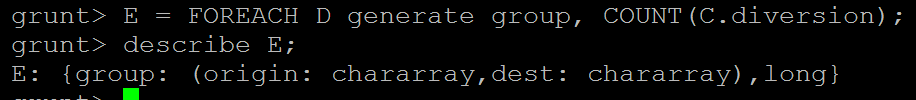 grunt> E = FOREACH D generate group, COUNT(C.diversion);
grunt> describe E;
E: {group: (origin: chararray,dest: chararray),long}
grunt>